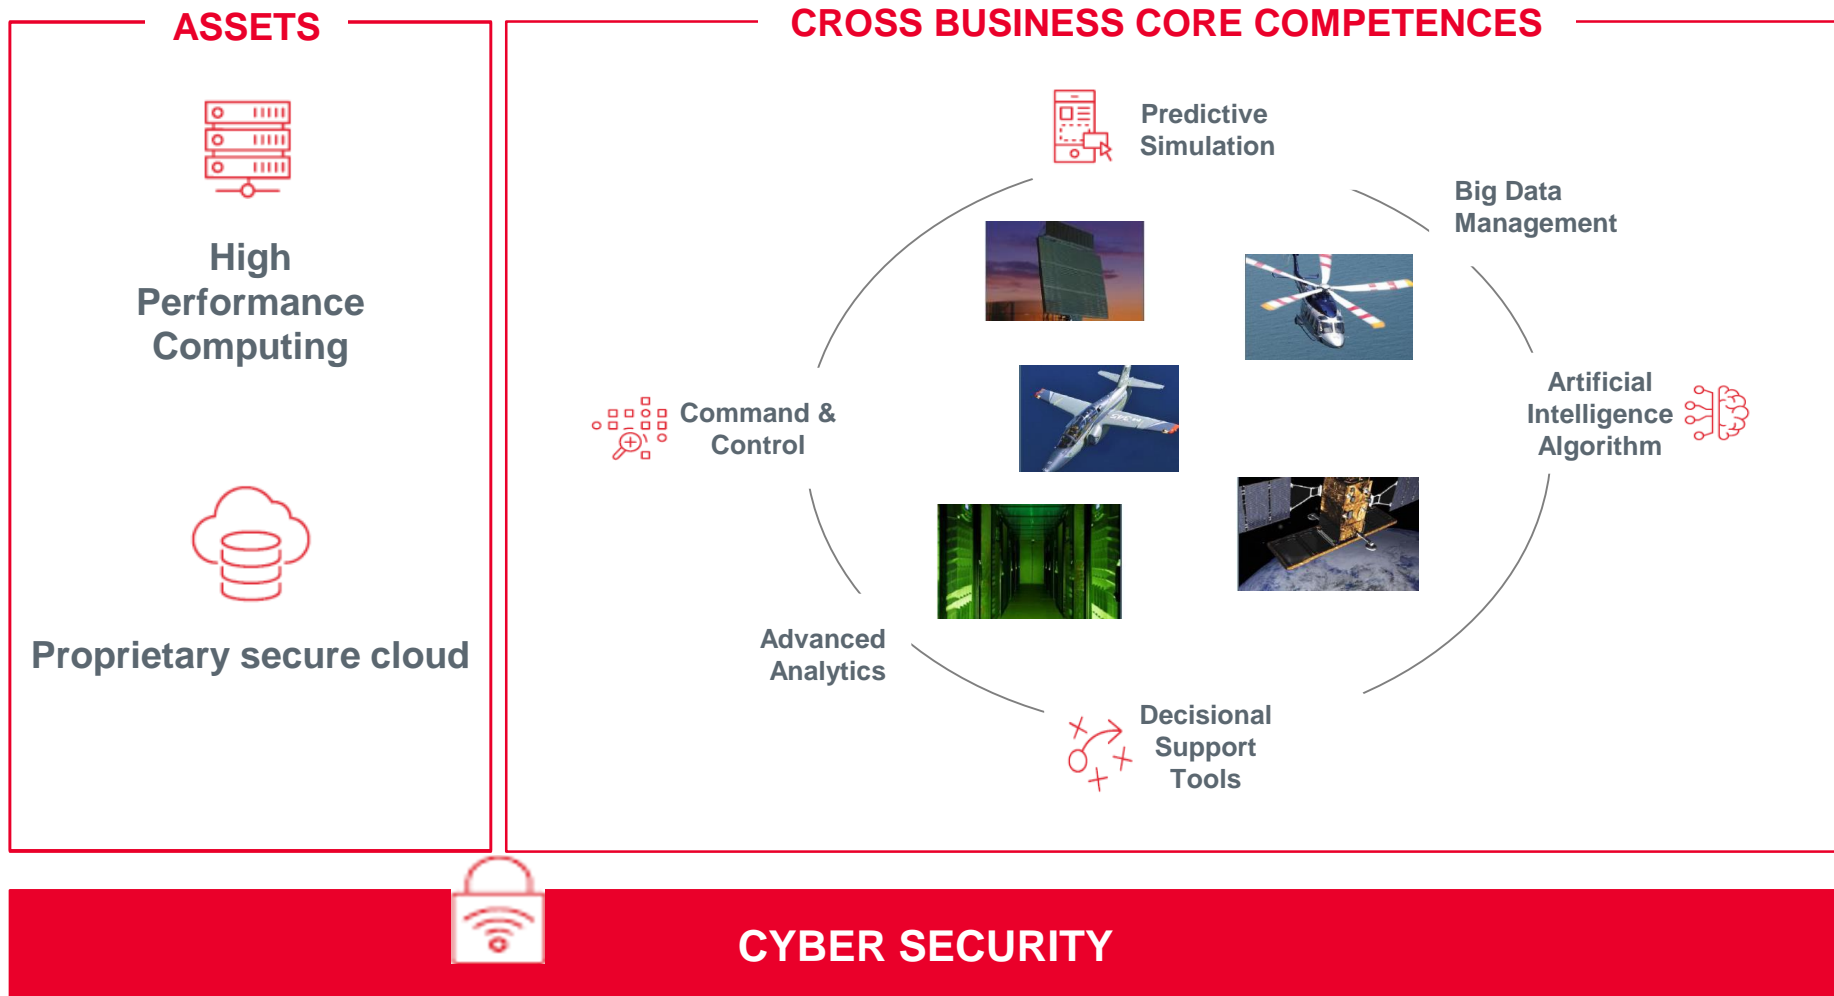 ASSETS
High
Performance
Computing
Proprietary secure cloud
CROSS BUSINESS CORE COMPETENCES
Predictive
Simulation
Big Data
Management
Artificial
Intelligence
Algorithm
Decisional
Support
Tools
Advanced
Analytics
Command &
Control
CYBER SECURITY